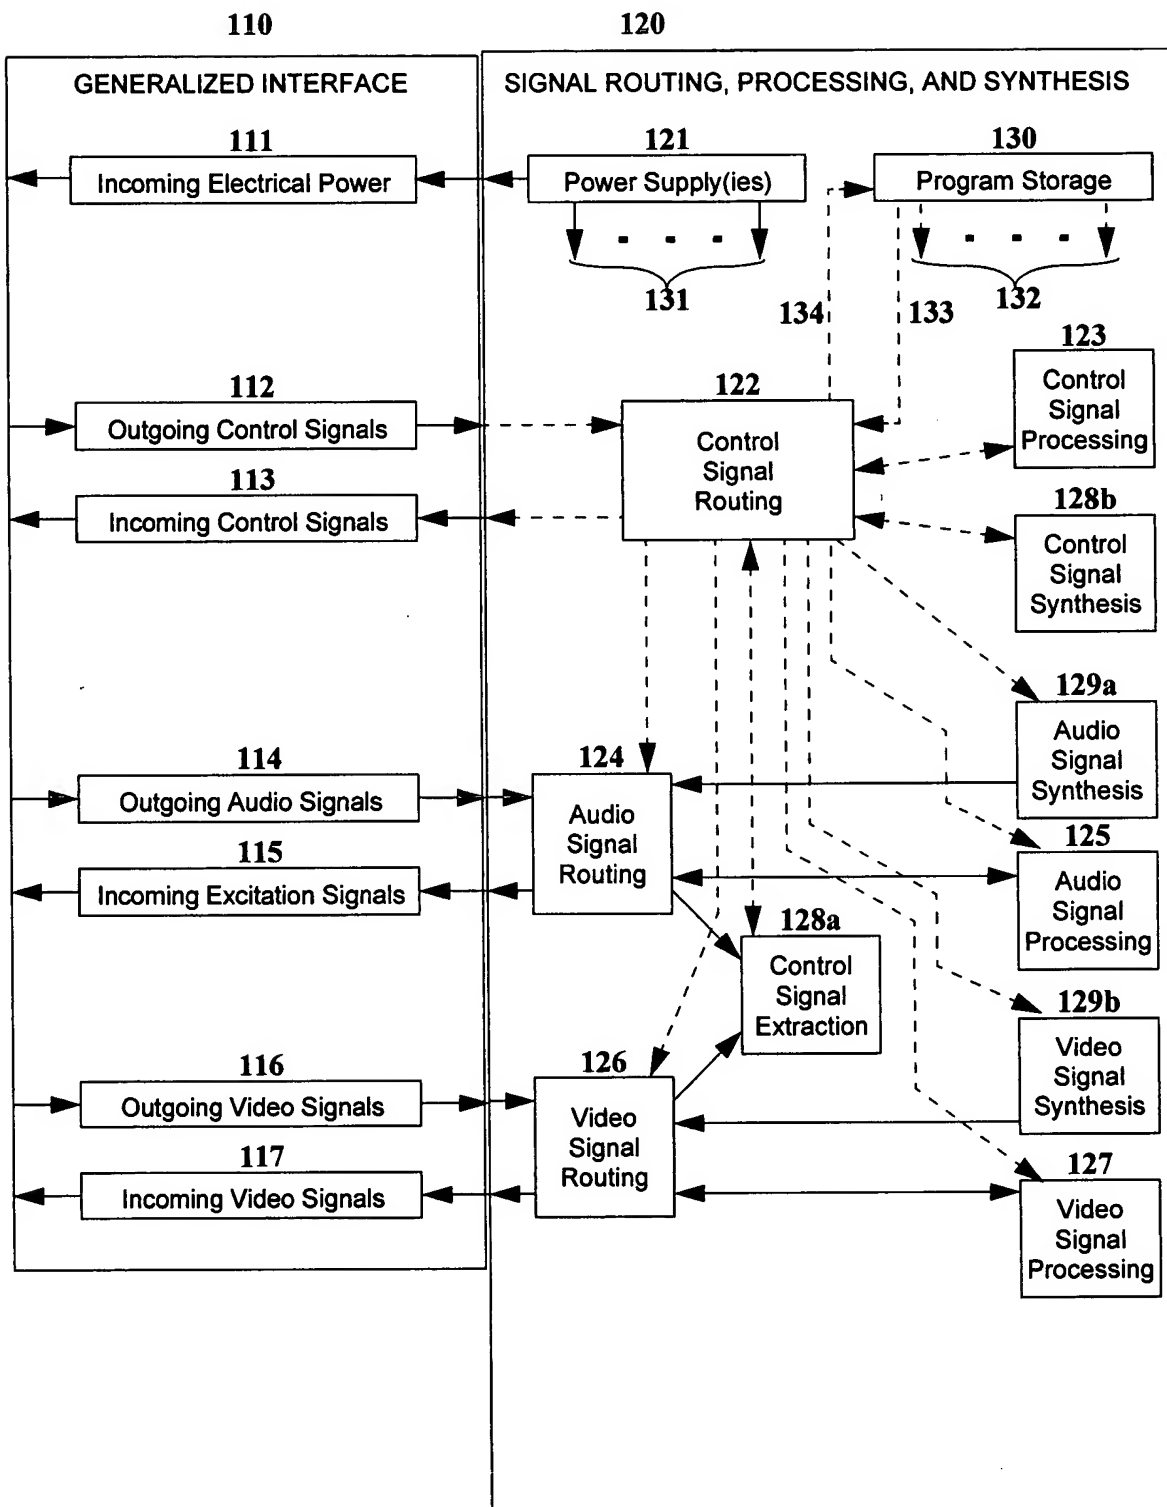 110
120
GENERALIZED INTERFACE
SIGNAL ROUTING, PROCESSING, AND SYNTHESIS
111
Incoming Electrical Power
121
Power Supply(ies)
130
Program Storage
131
132
134
133
123
Control
Signal
Processing
112
Outgoing Control Signals
122
Control
Signal
Routing
113
Incoming Control Signals
128b
Control
Signal
Synthesis
129a
Audio
Signal
Synthesis
114
Outgoing Audio Signals
124
Audio
Signal
Routing
115
Incoming Excitation Signals
125
Audio
Signal
Processing
128a
Control
Signal
Extraction
129b
Video
Signal
Synthesis
116
Outgoing Video Signals
126
Video
Signal
Routing
117
Incoming Video Signals
127
Video
Signal
Processing